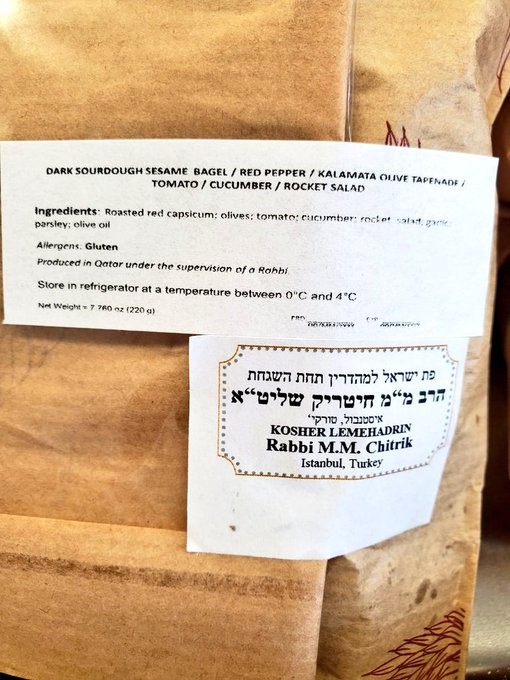 DARK SOURDOUGH SESAME BAGEL / RED PEPPER / KALAMATA OLIVE TAPENADE /
TOMATO / CUCUMBER / ROCKET SALAD
Ingredients: Roasted red capsicum; olives; tomato; cucumber; rocket salad; garlic;
parsley; olive oil
Allergens: Gluten
Produced in Qatar under the supervision of a Rabbi.
Store in refrigerator at a temperature between 0°C and 4°C
Net Weight = 7.760 oz (220 g)
פת ישראל למהדרין תחת השגחת
הרב מ"מ חיטריק שליט"א
איסטנבול, טורקי'
KOSHER LEMEHADRIN
Rabbi M.M. Chitrik
Istanbul, Turkey